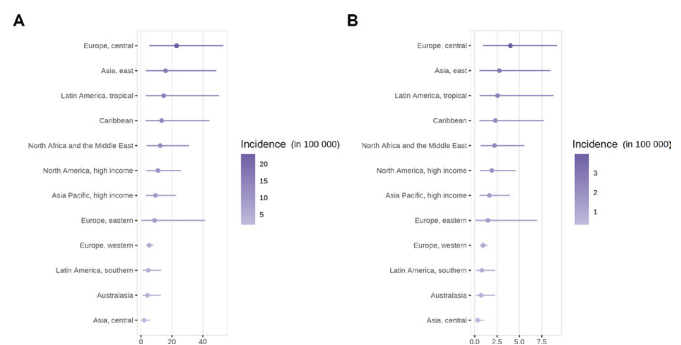 A
Europe, central
Asia, east
Latin America, tropical
Caribbean
North Africa and the Middle East
North America, high income
Asia Pacific, high income
Europe, eastern
Europe, western
Latin America, southern
Australasia
Asia, central
0 20 40
Incidence (in 100 000)
20
15
10
5
B
Europe, central
Asia, east
Latin America, tropical
Caribbean
North Africa and the Middle East
North America, high income
Asia Pacific, high income
Europe, eastern
Europe, western
Latin America, southern
Australasia
Asia, central
0.0 2.5 5.0 7.5
Incidence (in 100 000)
3
2
1